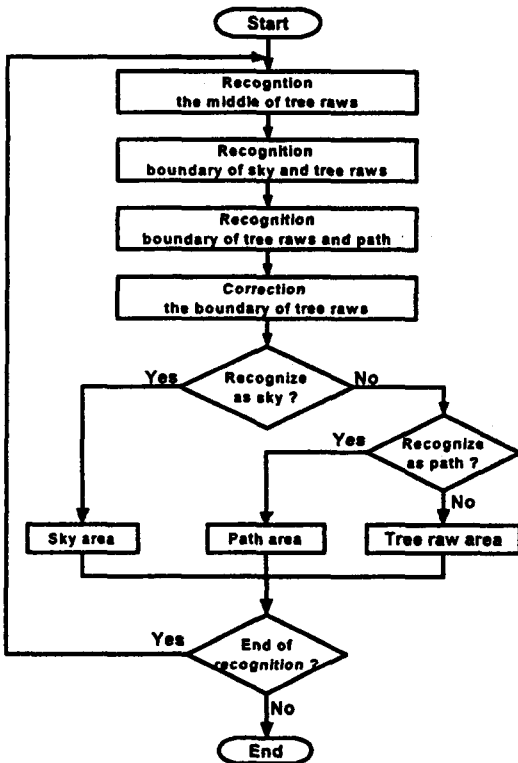 Start
Recogntion
the middle of tree raws
Recognition
boundary of sky and tree raws
Recognition
boundary of tree raws and path
Correction
the boundary of tree raws
Yes
Recognize
as sky ?
No
Yes
Recognize
as path ?
No
Sky area
Path area
Tree raw area
Yes
End of
recognition ?
No
End